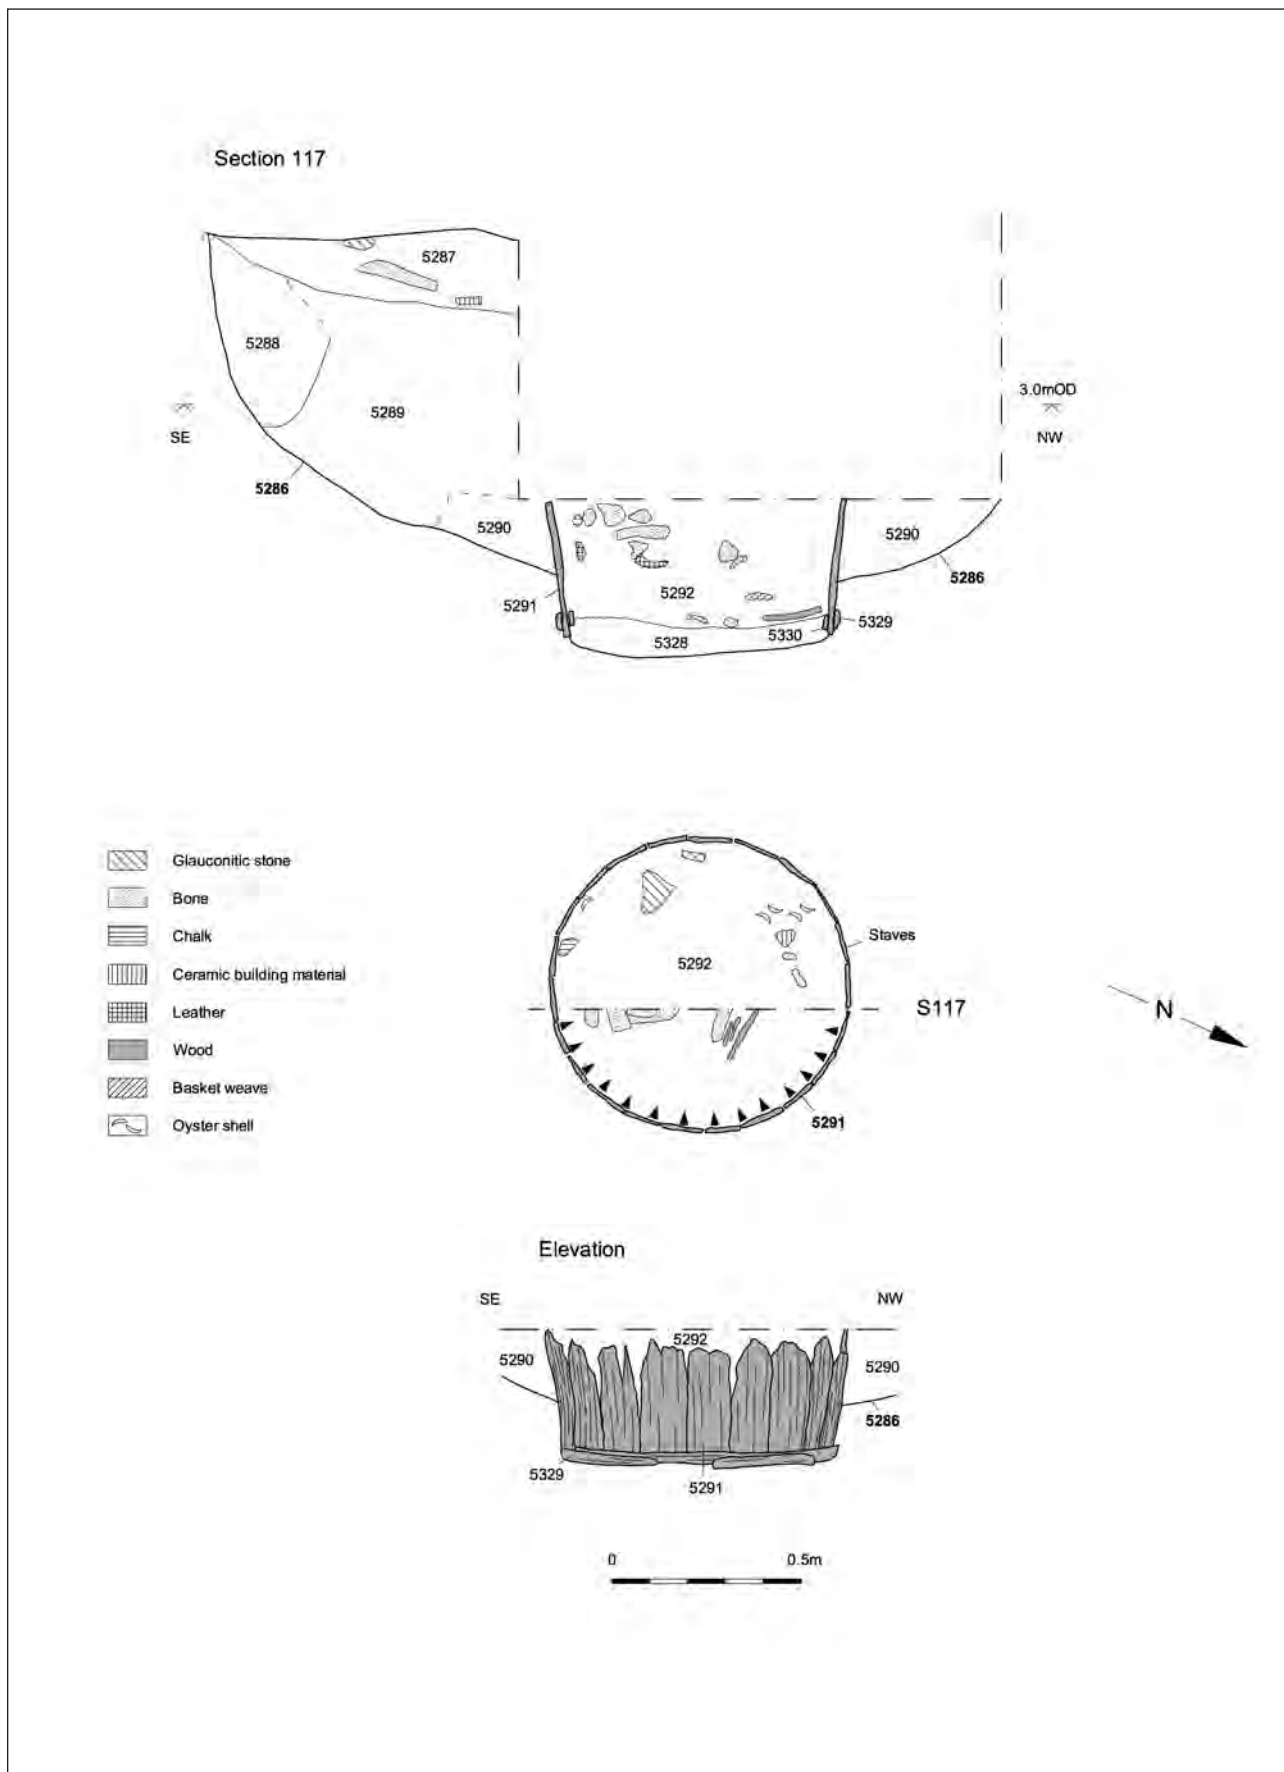 Section 117
5287
5288
3.0mOD
5289
SE
NW
5286
5290
5290
5286
5291
5292
5329
5328
5330
Glauconitic stone
Bone
Chalk
Ceramic building material
Leather
Wood
Basket weave
Oyster shell
Staves
5292
S117
N
5291
Elevation
SE
NW
5292
5290
5290
5286
5329
5291
0
0.5m